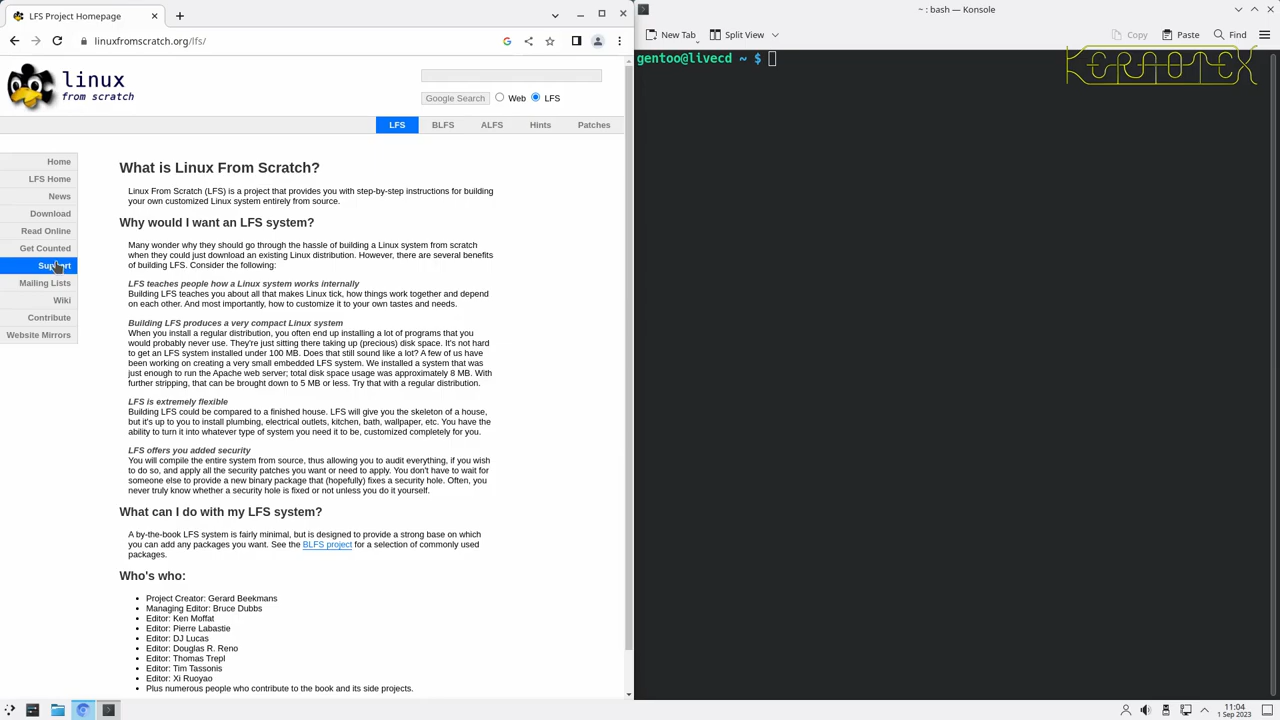 LFS Project Homepage
~ : bash — Konsole
linuxfromscratch.org/lfs/
New Tab
Split View
Copy
Paste
Find
gentoo@livecd ~ $
KERNOTEX
linux
from scratch
Google Search
Web
LFS
LFS
BLFS
ALFS
Hints
Patches
Home
LFS Home
News
Download
Read Online
Get Counted
Support
Mailing Lists
Wiki
Contribute
Website Mirrors
What is Linux From Scratch?
Linux From Scratch (LFS) is a project that provides you with step-by-step instructions for building
your own customized Linux system entirely from source.
Why would I want an LFS system?
Many wonder why they should go through the hassle of building a Linux system from scratch
when they could just download an existing Linux distribution. However, there are several benefits
of building LFS. Consider the following:
LFS teaches people how a Linux system works internally
Building LFS teaches you about all that makes Linux tick, how things work together and depend
on each other. And most importantly, how to customize it to your own tastes and needs.
Building LFS produces a very compact Linux system
When you install a regular distribution, you often end up installing a lot of programs that you
would probably never use. They're just sitting there taking up (precious) disk space. It's not hard
to get an LFS system installed under 100 MB. Does that still sound like a lot? A few of us have
been working on creating a very small embedded LFS system. We installed a system that was
just enough to run the Apache web server; total disk space usage was approximately 8 MB. With
further stripping, that can be brought down to 5 MB or less. Try that with a regular distribution.
LFS is extremely flexible
Building LFS could be compared to a finished house. LFS will give you the skeleton of a house,
but it's up to you to install plumbing, electrical outlets, kitchen, bath, wallpaper, etc. You have the
ability to turn it into whatever type of system you need it to be, customized completely for you.
LFS offers you added security
You will compile the entire system from source, thus allowing you to audit everything, if you wish
to do so, and apply all the security patches you want or need to apply. You don't have to wait for
someone else to provide a new binary package that (hopefully) fixes a security hole. Often, you
never truly know whether a security hole is fixed or not unless you do it yourself.
What can I do with my LFS system?
A by-the-book LFS system is fairly minimal, but is designed to provide a strong base on which
you can add any packages you want. See the BLFS project for a selection of commonly used
packages.
Who's who:
Project Creator: Gerard Beekmans
Managing Editor: Bruce Dubbs
Editor: Ken Moffat
Editor: Pierre Labastie
Editor: DJ Lucas
Editor: Douglas R. Reno
Editor: Thomas Trepl
Editor: Tim Tassonis
Editor: Xi Ruoyao
Plus numerous people who contribute to the book and its side projects.
11:04
1 Sep 2023